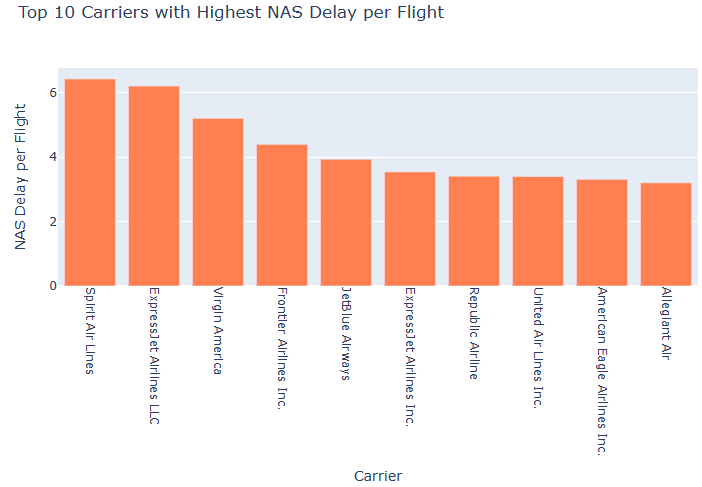 Top 10 Carriers with Highest NAS Delay per Flight
NAS Delay per Flight
6
4
2
0
Spirit Air Lines
ExpressJet Airlines LLC
Virgin America
Frontier Airlines Inc.
JetBlue Airways
ExpressJet Airlines Inc.
Republic Airline
United Air Lines Inc.
American Eagle Airlines Inc.
Allegiant Air
Carrier